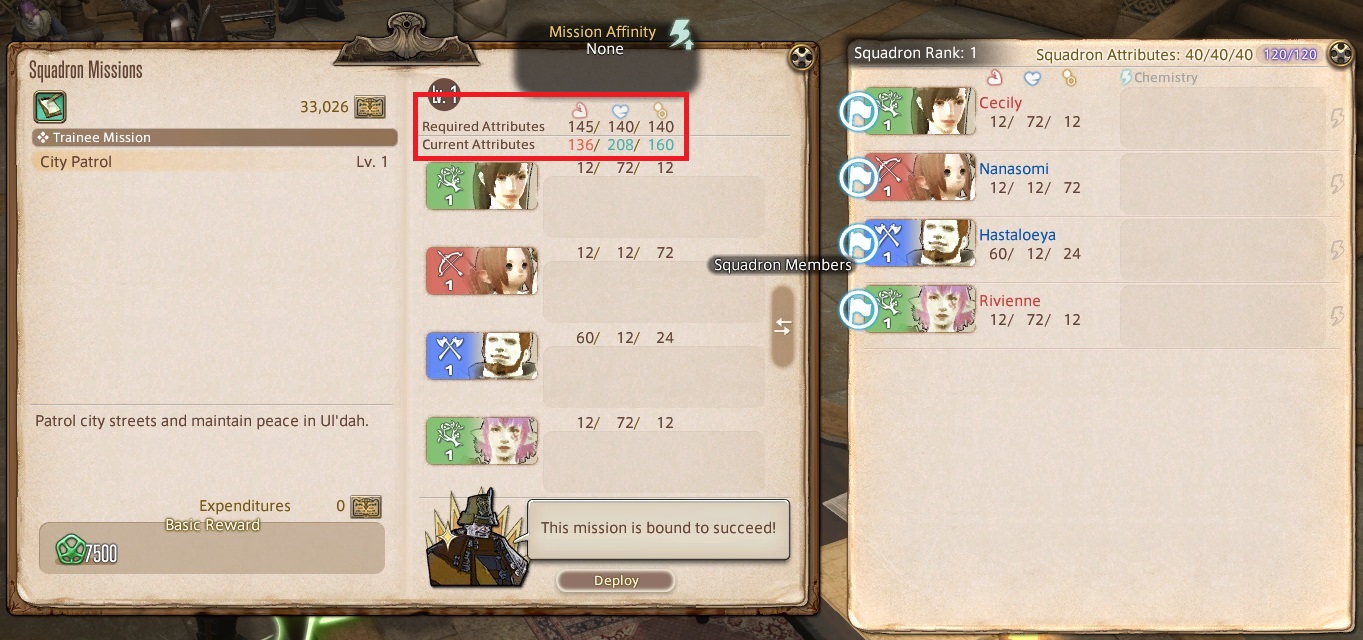 Mission Affinity
None
Squadron Missions
33,026
Trainee Mission
City Patrol Lv. 1
Patrol city streets and maintain peace in Ul'dah.
Expenditures 0
Basic Reward
7500
Lv. 1
Required Attributes 145/ 140/ 140
Current Attributes 136/ 208/ 160
1 12/ 72/ 12
1 12/ 12/ 72
1 60/ 12/ 24
1 12/ 72/ 12
This mission is bound to succeed!
Deploy
Squadron Members
Squadron Rank: 1 Squadron Attributes: 40/40/40 120/120
Chemistry
Cecily
1 12/ 72/ 12
Nanasomi
1 12/ 12/ 72
Hastaloeya
1 60/ 12/ 24
Rivienne
1 12/ 72/ 12